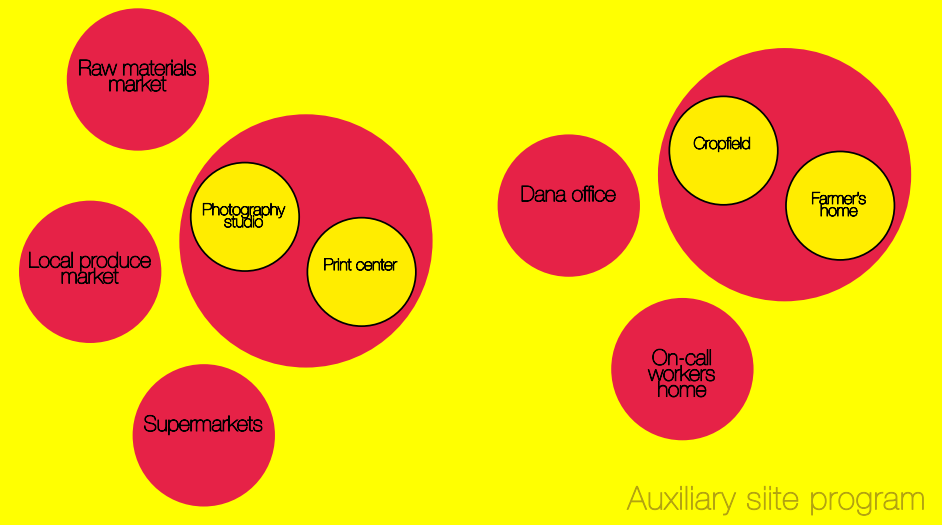 Raw materials
market
Photography
studio
Print center
Local produce
market
Supermarkets
Cropfield
Farmer's
home
Dana office
On-call
workers
home
Auxiliary siite program